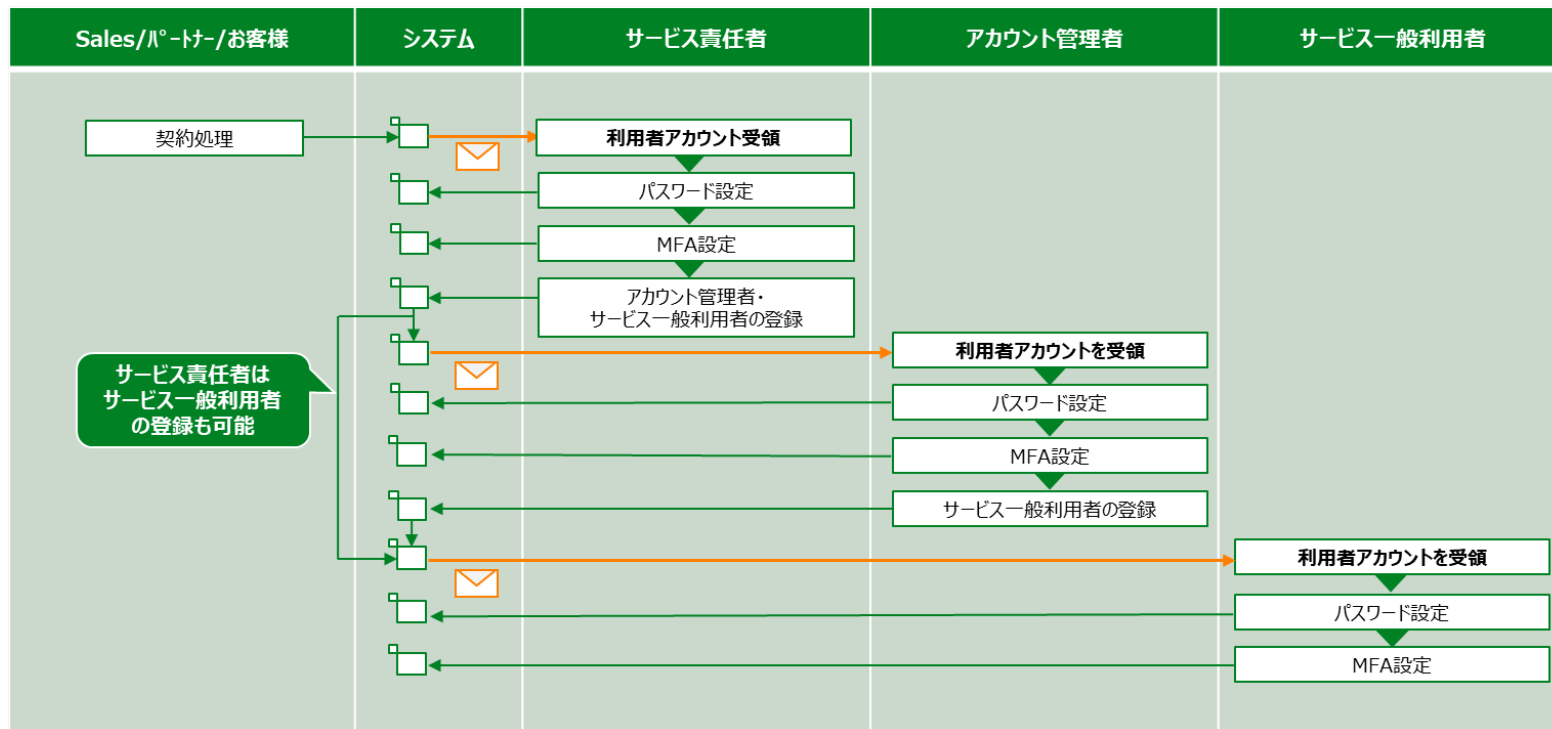 Sales/ﾊﾟｰﾄﾅｰ/お客様
システム
サービス責任者
アカウント管理者
サービス一般利用者
契約処理
利用者アカウント受領
パスワード設定
MFA設定
アカウント管理者・
サービス一般利用者の登録
サービス責任者は
サービス一般利用者
の登録も可能
利用者アカウントを受領
パスワード設定
MFA設定
サービス一般利用者の登録
利用者アカウントを受領
パスワード設定
MFA設定